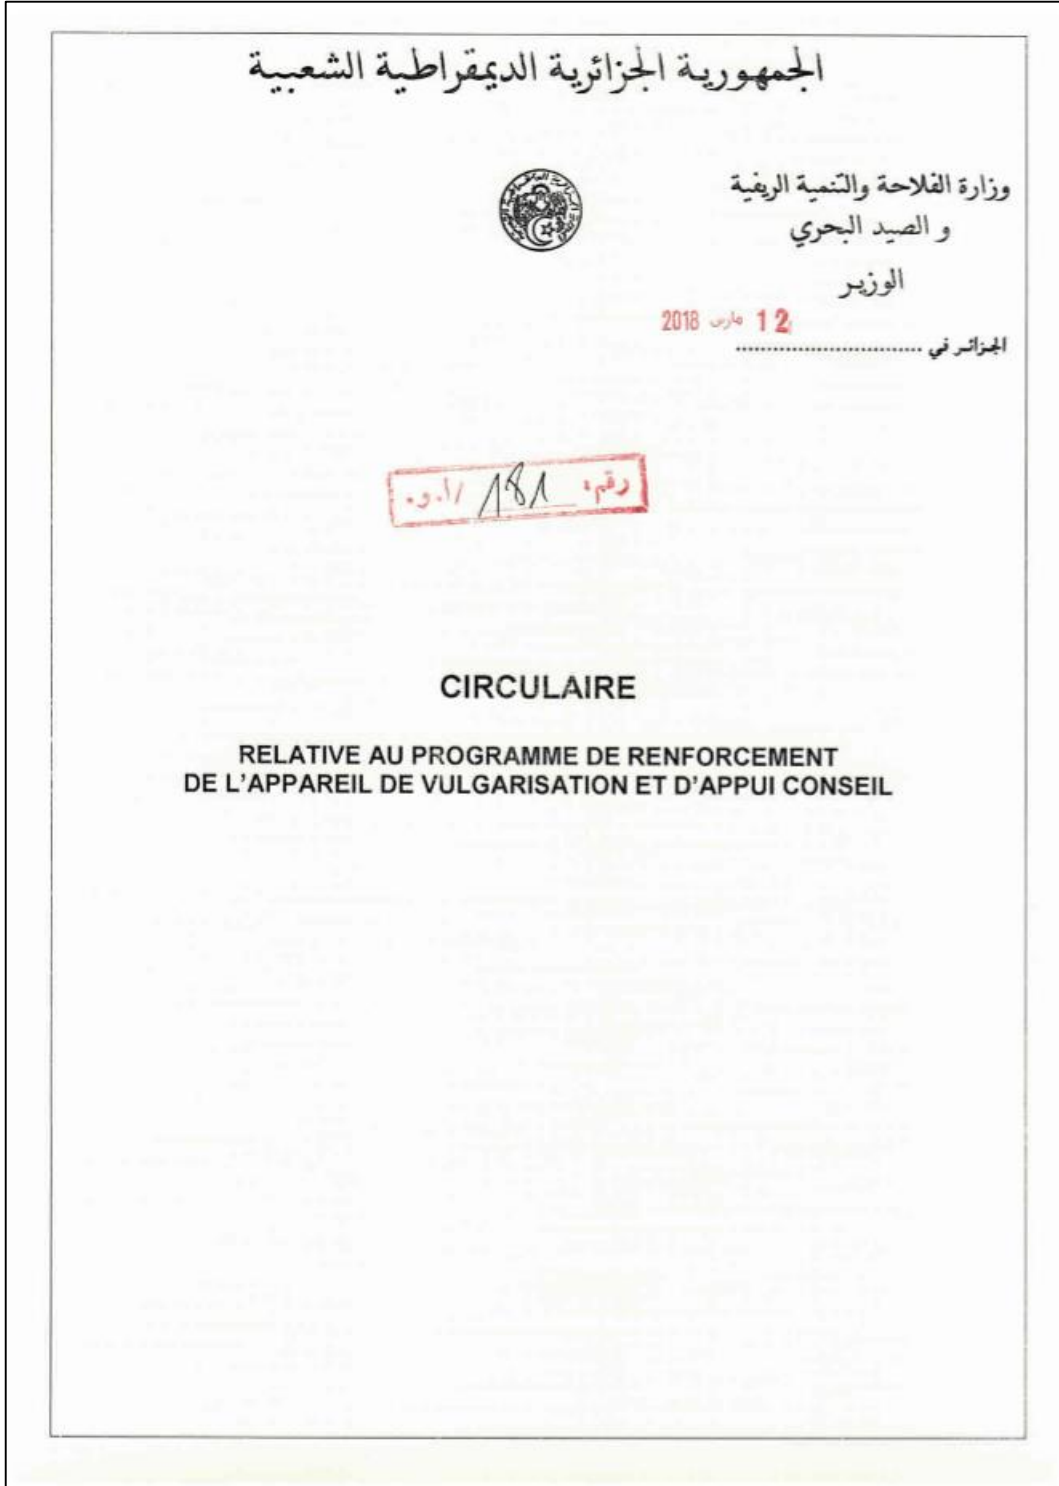 الجمهورية الجزائرية الديمقراطية الشعبية
وزارة الفلاحة والتنمية الريفية
و الصيد البحري
الوزير
12 مارس 2018
الجزائر في ..............................
رقم: 181 /أ.و.
CIRCULAIRE
RELATIVE AU PROGRAMME DE RENFORCEMENT
DE L'APPAREIL DE VULGARISATION ET D'APPUI CONSEIL